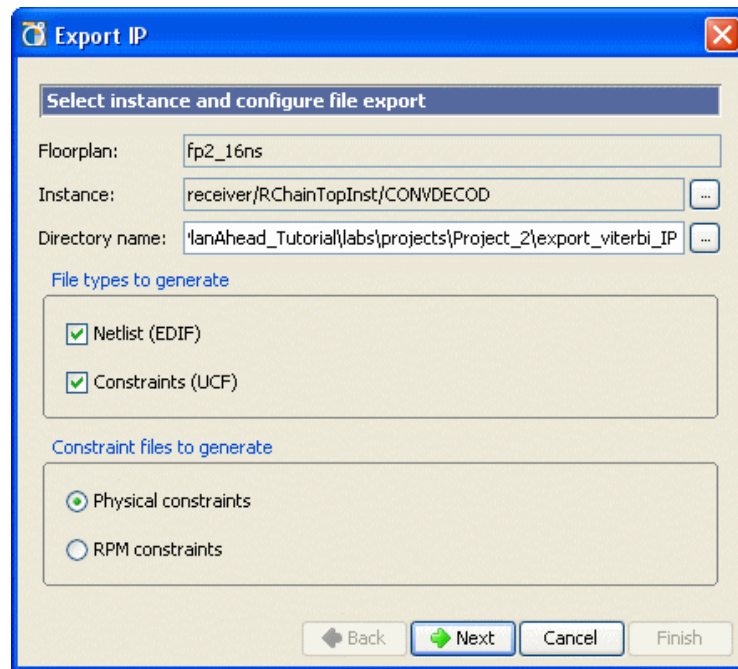 Export IP
Select instance and configure file export
Floorplan: fp2_16ns
Instance: receiver/RChainTopInst/CONVDECOD ...
Directory name: lanAhead_Tutorial\labs\projects\Project_2\export_viterbi_IP ...
File types to generate
Netlist (EDIF)
Constraints (UCF)
Constraint files to generate
Physical constraints
RPM constraints
Back Next Cancel Finish